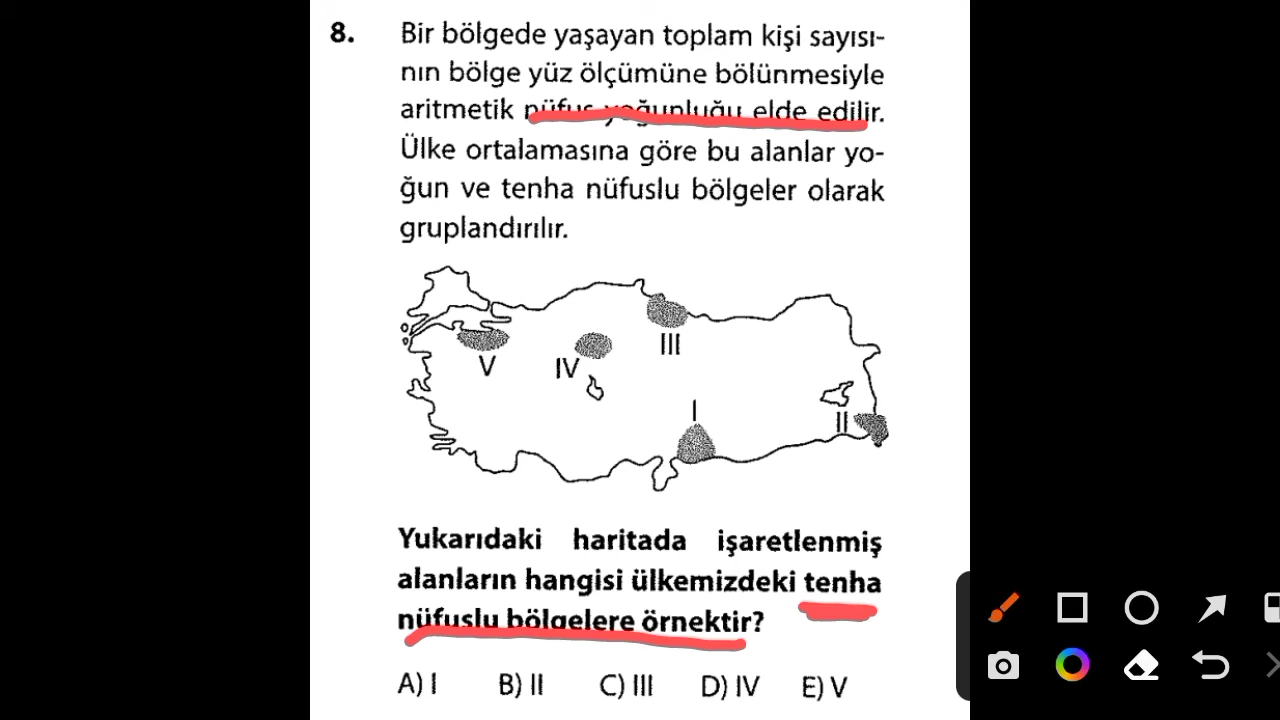 8. Bir bölgede yaşayan toplam kişi sayısı-
nın bölge yüz ölçümüne bölünmesiyle
aritmetik nüfus yoğunluğu elde edilir.
Ülke ortalamasına göre bu alanlar yo-
ğun ve tenha nüfuslu bölgeler olarak
gruplandırılır.
III
V
IV
I
II
Yukarıdaki haritada işaretlenmiş
alanların hangisi ülkemizdeki tenha
nüfuslu bölgelere örnektir?
A) I B) II C) III D) IV E) V